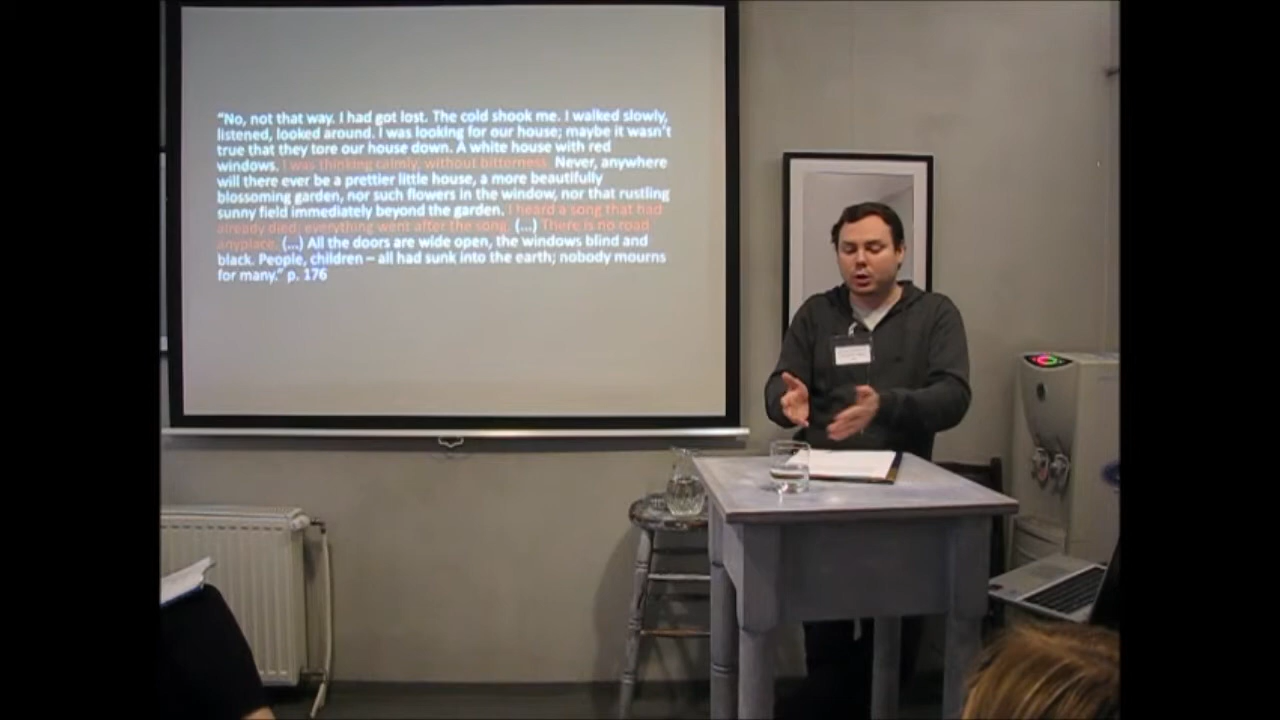 “No, not that way. I had got lost. The cold shook me. I walked slowly,
listened, looked around. I was looking for our house; maybe it wasn’t
true that they tore our house down. A white house with red
windows. I was thinking calmly, without bitterness. Never, anywhere
will there ever be a prettier little house, a more beautifully
blossoming garden, nor such flowers in the window, nor that rustling
sunny field immediately beyond the garden. I heard a song that had
already died, everything went after the song. (...) There is no road
anyplace. (...) All the doors are wide open, the windows blind and
black. People, children – all had sunk into the earth; nobody mourns
for many.” p. 176